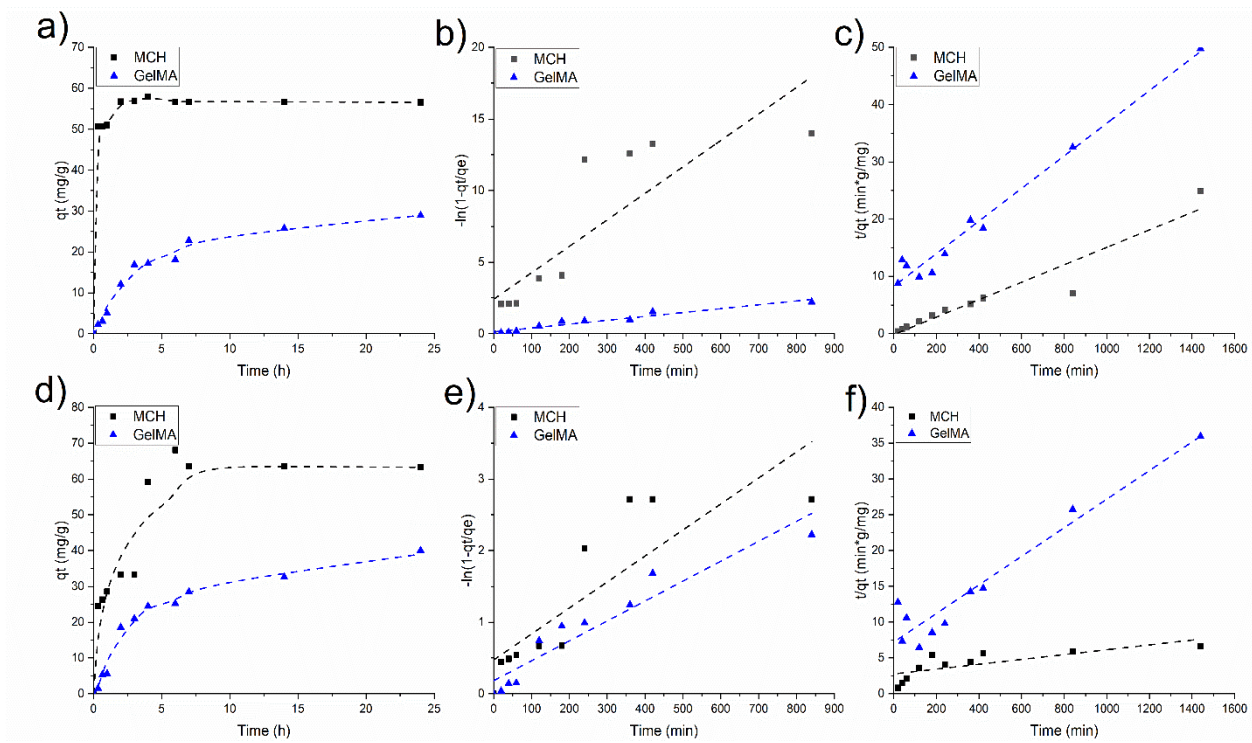 a)
MCH
GelMA
qt (mg/g)
70
60
50
40
30
20
10
0
0 5 10 15 20 25
Time (h)
b)
MCH
GelMA
-ln(1-qt/qe)
-20
-15
-10
5
0
0 100 200 300 400 500 600 700 800 900
Time (min)
c)
MCH
GelMA
t/qt (min*g/mg)
50
40
30
20
10
0
0 200 400 600 800 1000 1200 1400 1600
Time (min)
d)
MCH
GelMA
qt (mg/g)
80
70
60
50
40
30
20
10
0
0 5 10 15 20 25
Time (h)
e)
MCH
GelMA
-ln(1-qt/qe)
4
3
2
1
0
0 100 200 300 400 500 600 700 800 900
Time (min)
f)
MCH
GelMA
t/qt (min*g/mg)
40
35
30
25
20
15
10
5
0
0 200 400 600 800 1000 1200 1400 1600
Time (min)